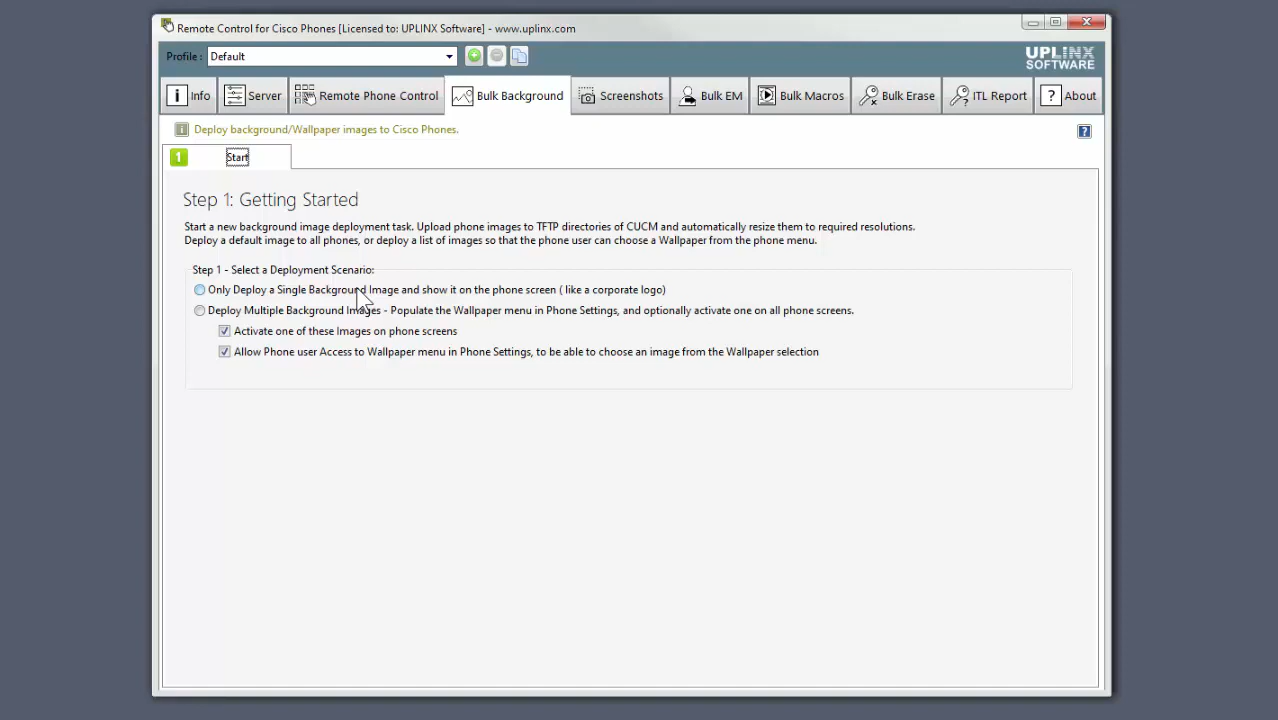 Remote Control for Cisco Phones [Licensed to: UPLINX Software] - www.uplinx.com
Profile : Default
UPLINX SOFTWARE
Info Server Remote Phone Control Bulk Background Screenshots Bulk EM Bulk Macros Bulk Erase ITL Report About
Deploy background/Wallpaper images to Cisco Phones.
1 Start
Step 1: Getting Started
Start a new background image deployment task. Upload phone images to TFTP directories of CUCM and automatically resize them to required resolutions.
Deploy a default image to all phones, or deploy a list of images so that the phone user can choose a Wallpaper from the phone menu.
Step 1 - Select a Deployment Scenario:
Only Deploy a Single Background Image and show it on the phone screen ( like a corporate logo)
Deploy Multiple Background Images - Populate the Wallpaper menu in Phone Settings, and optionally activate one on all phone screens.
Activate one of these Images on phone screens
Allow Phone user Access to Wallpaper menu in Phone Settings, to be able to choose an image from the Wallpaper selection